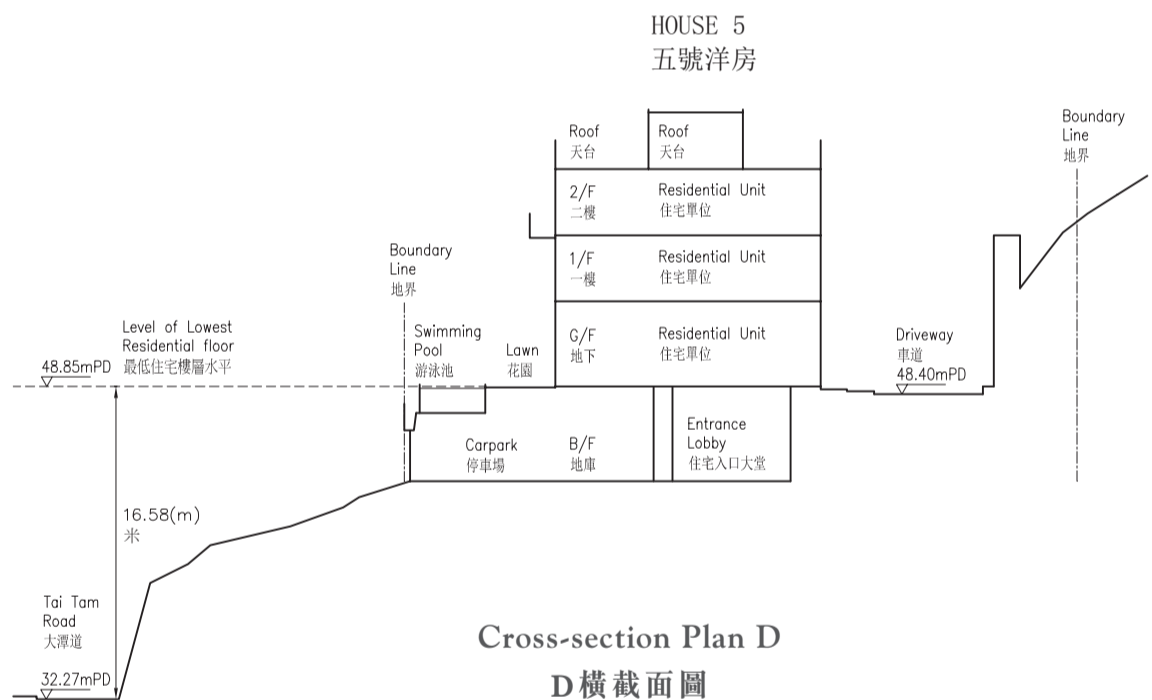 HOUSE 5
五號洋房
Roof
天台
Roof
天台
Boundary
Line
地界
2/F
二樓
Residential Unit
住宅單位
1/F
一樓
Residential Unit
住宅單位
Boundary
Line
地界
G/F
地下
Residential Unit
住宅單位
Level of Lowest
Residential floor
最低住宅樓層水平
48.85mPD
Swimming
Pool
游泳池
Lawn
花園
Driveway
車道
48.40mPD
Carpark
停車場
B/F
地庫
Entrance
Lobby
住宅入口大堂
16.58(m)
米
Tai Tam
Road
大潭道
32.27mPD
Cross-section Plan D
D橫截面圖